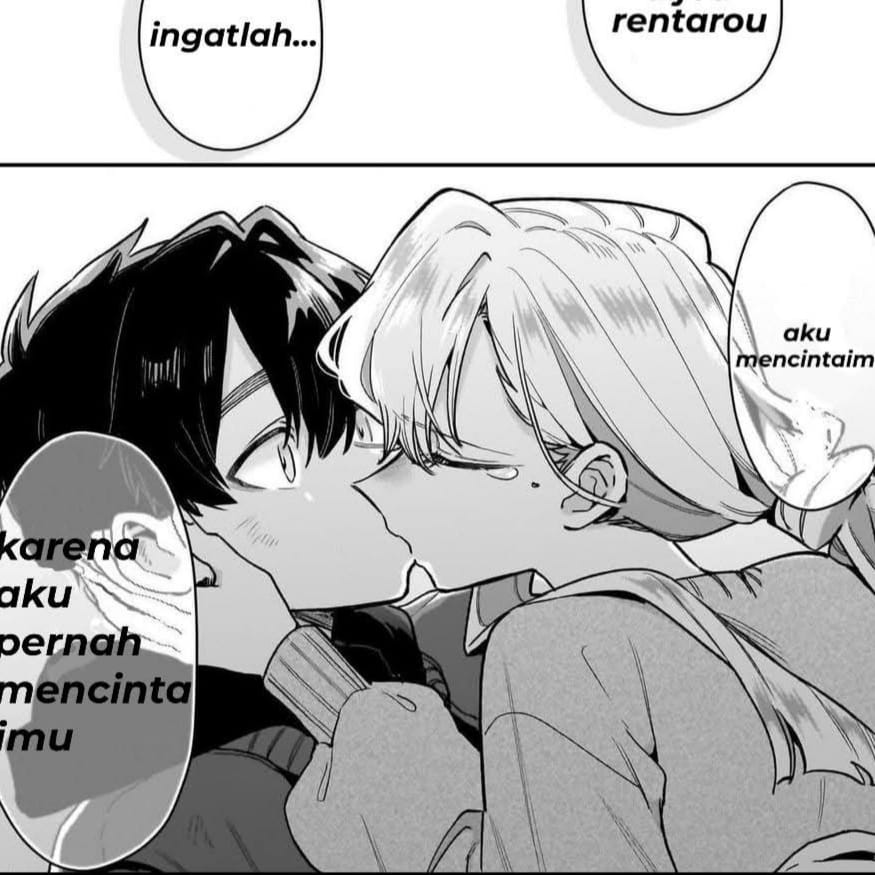 rentarou
ingatlah...
aku
mencintaim
karena
aku
pernah
mencinta
imu